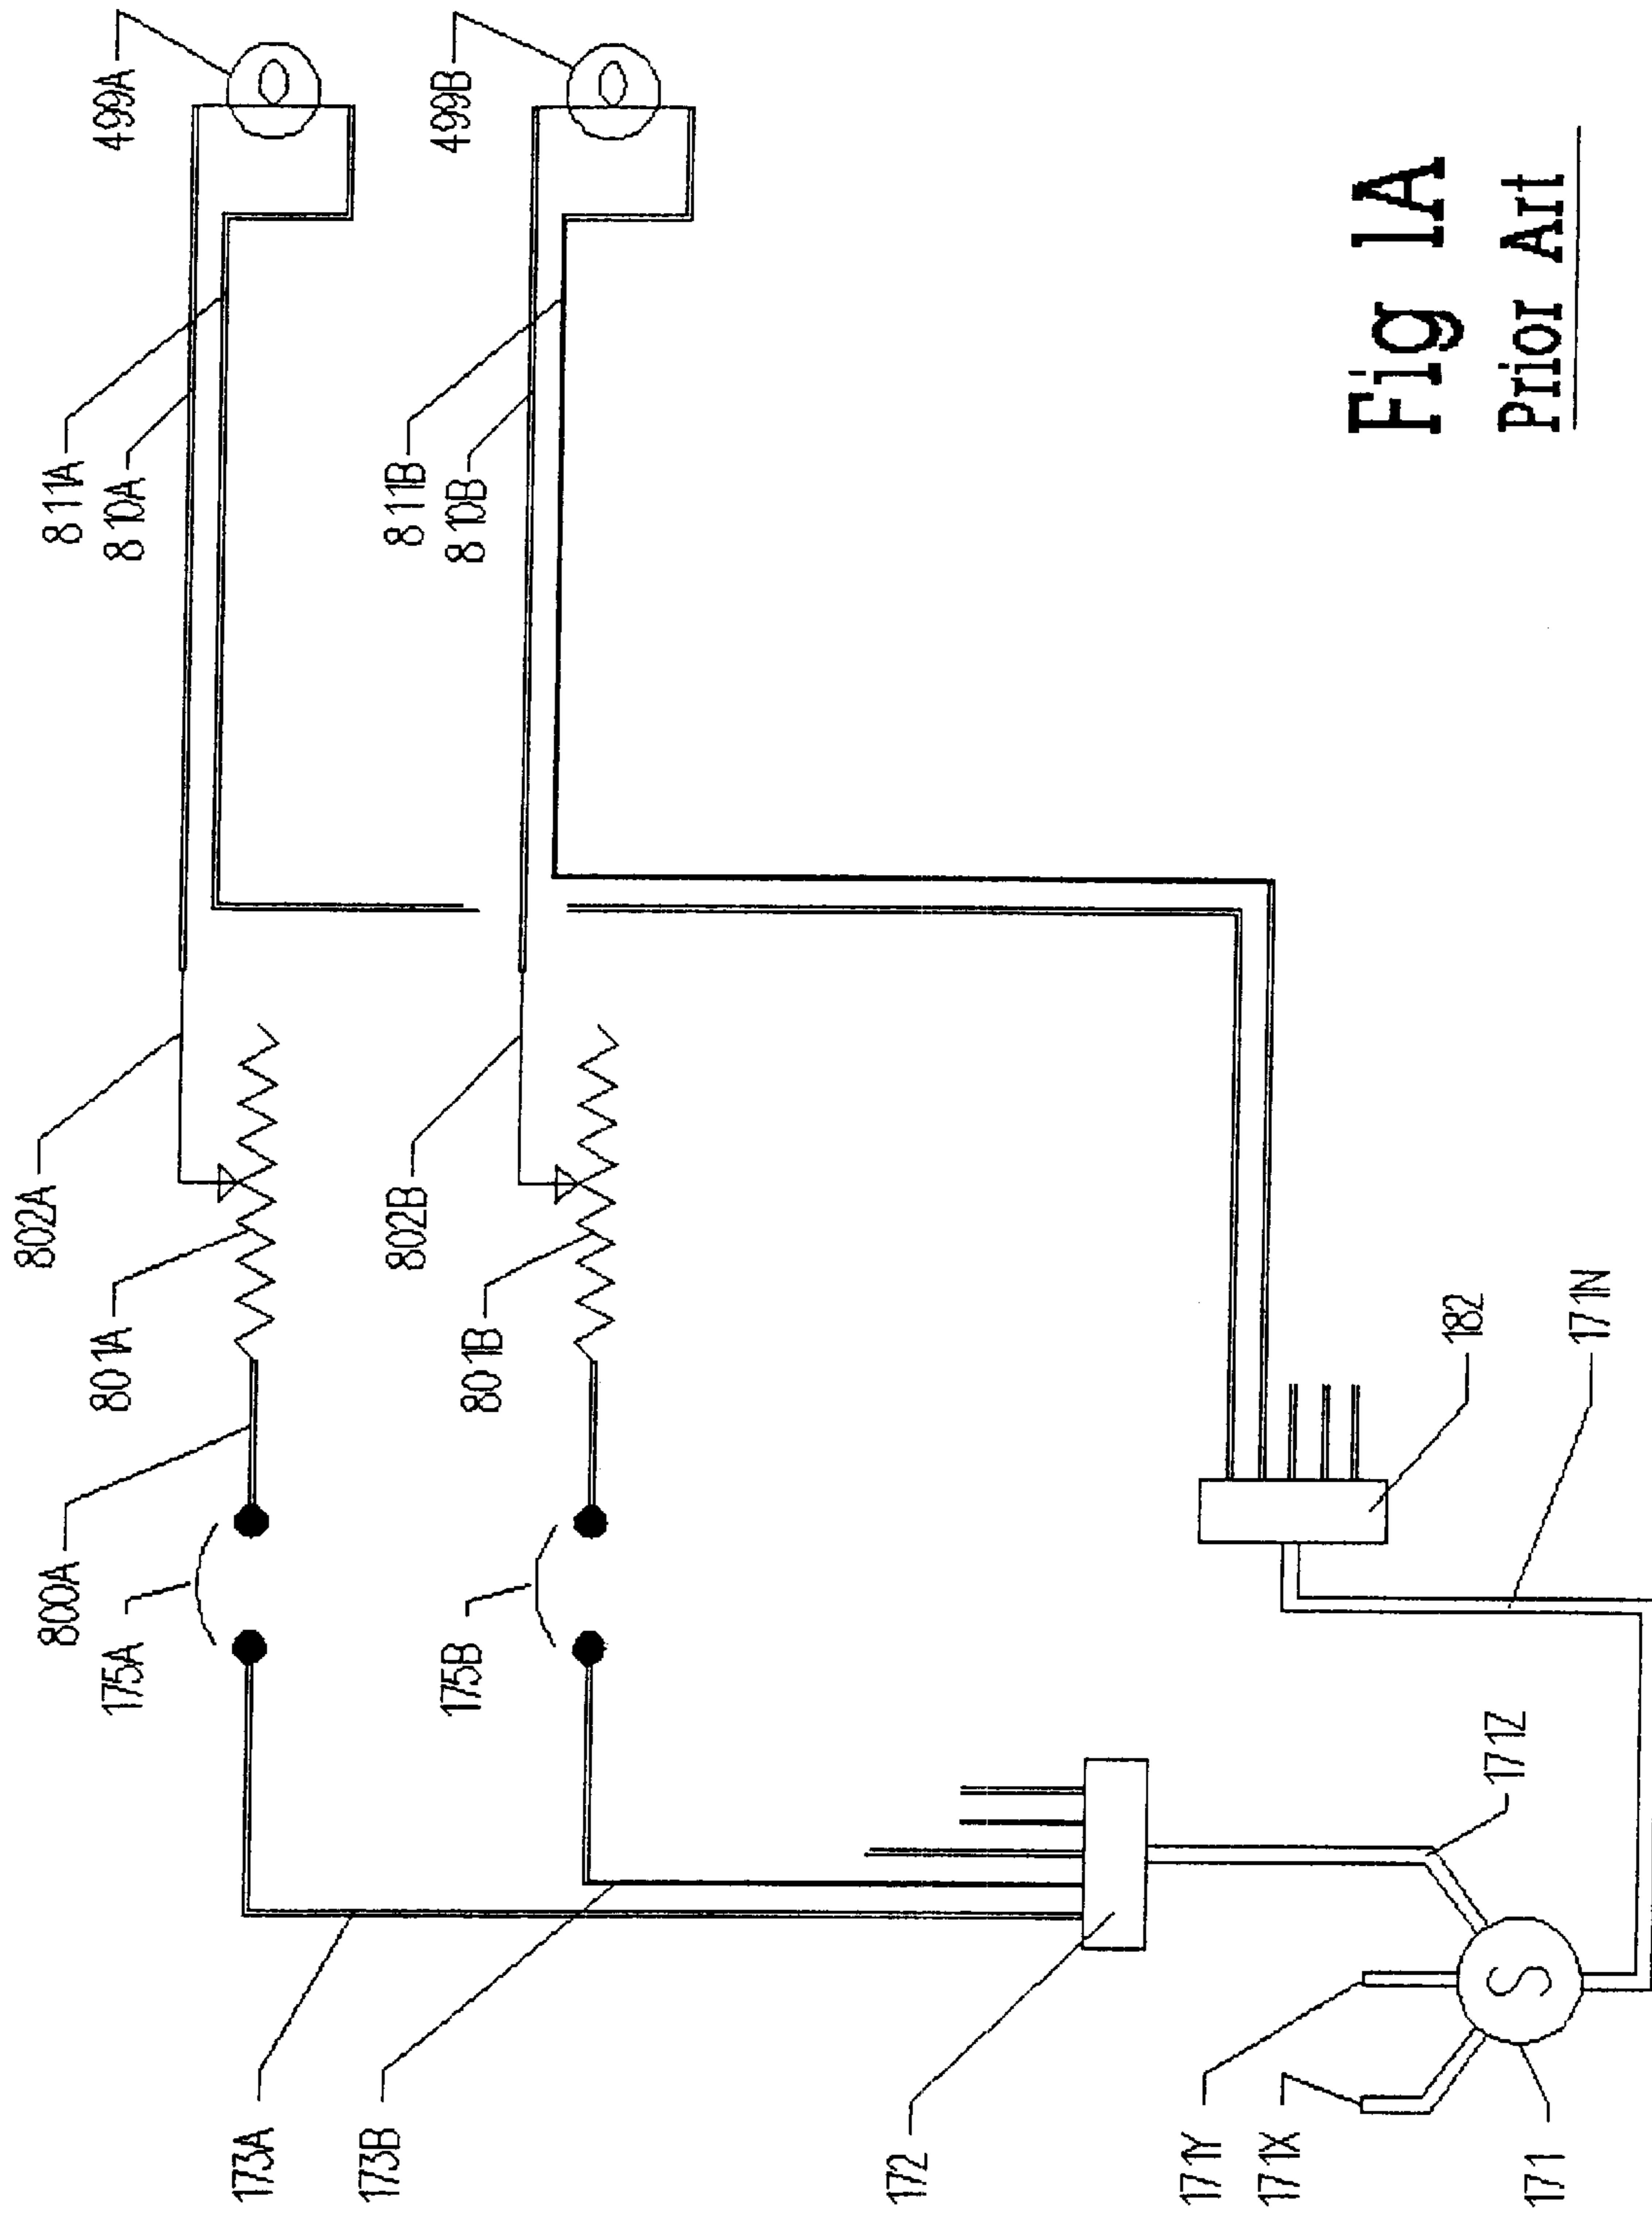 499A
499B
811A
810A
811B
810B
802A
802B
801A
801B
800A
175A
175B
173A
173B
172
171Y
171X
171
S
171Z
182
171N
Fig 1A
Prior Art